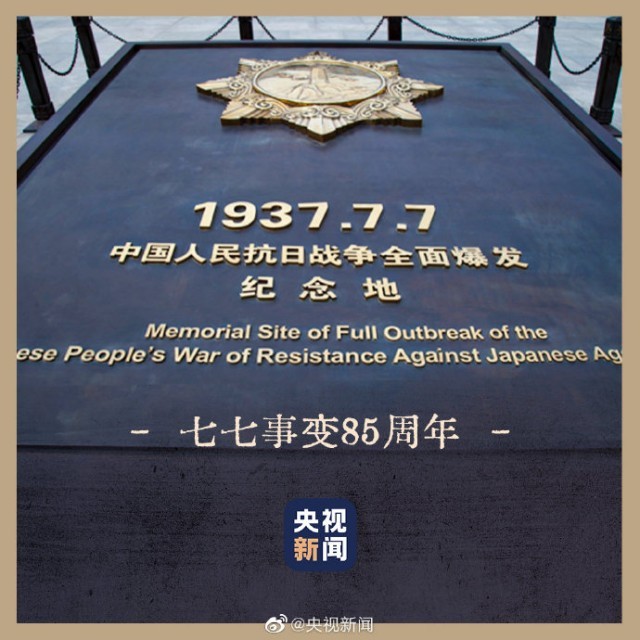 1937.7.7
中国人民抗日战争全面爆发
纪念地
Memorial Site of Full Outbreak of the
ese People's War of Resistance Against Japanese Ag
- 七七事变85周年 -
央视
新闻
@央视新闻